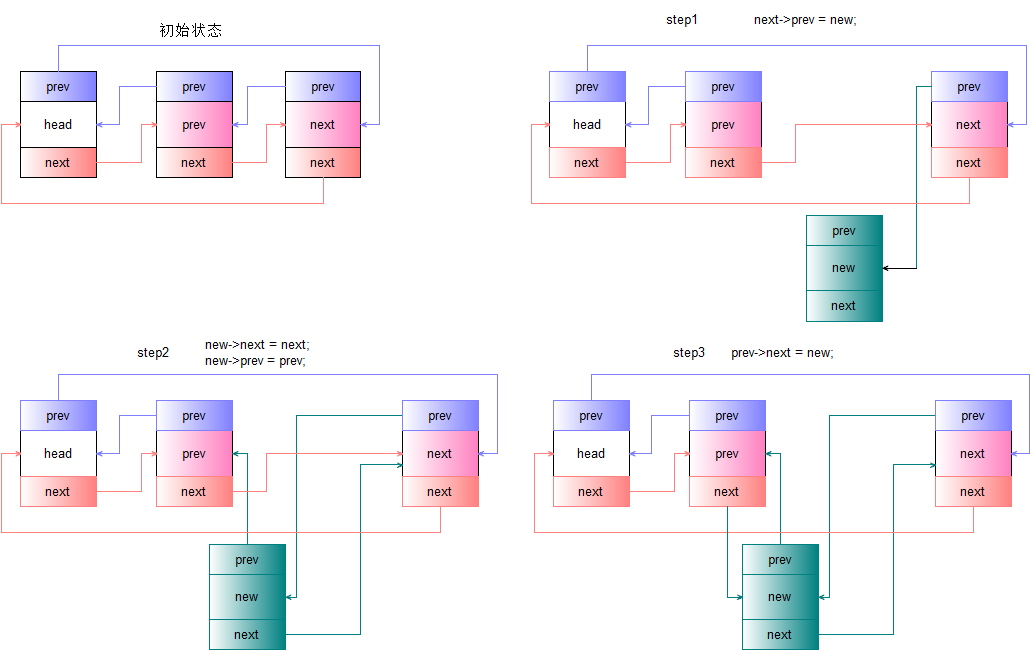 初始状态
prev
prev
prev
head
prev
next
next
next
next
step1 next->prev = new;
prev
prev
prev
head
prev
next
next
next
next
prev
new
next
step2
new->next = next;
new->prev = prev;
prev
prev
prev
head
prev
next
next
next
next
prev
new
next
step3 prev->next = new;
prev
prev
prev
head
prev
next
next
next
next
prev
new
next